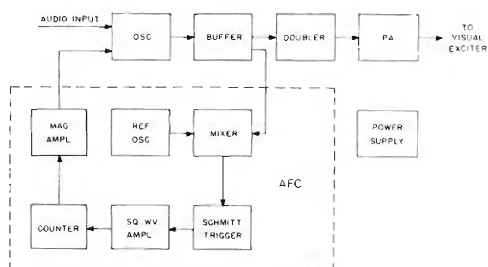 AUDIO INPUT
OSC
BUFFER
DOUBLER
PA
TO
VISUAL
EXCITER
MAG
AMPL
REF
OSC
MIXER
POWER
SUPPLY
AFC
COUNTER
SQ WV
AMPL
SCHMITT
TRIGGER